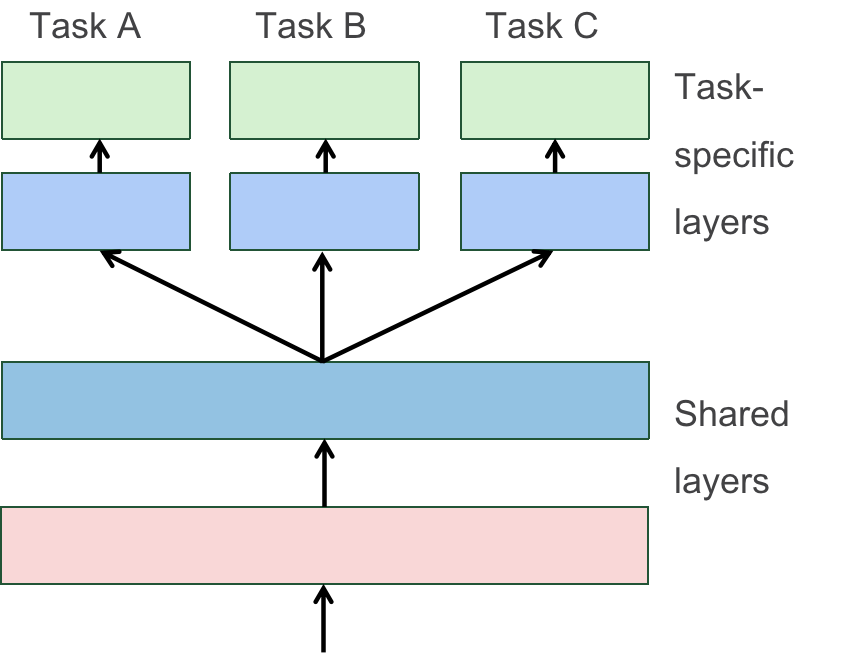 Task A Task B Task C
Task-
specific
layers
Shared
layers